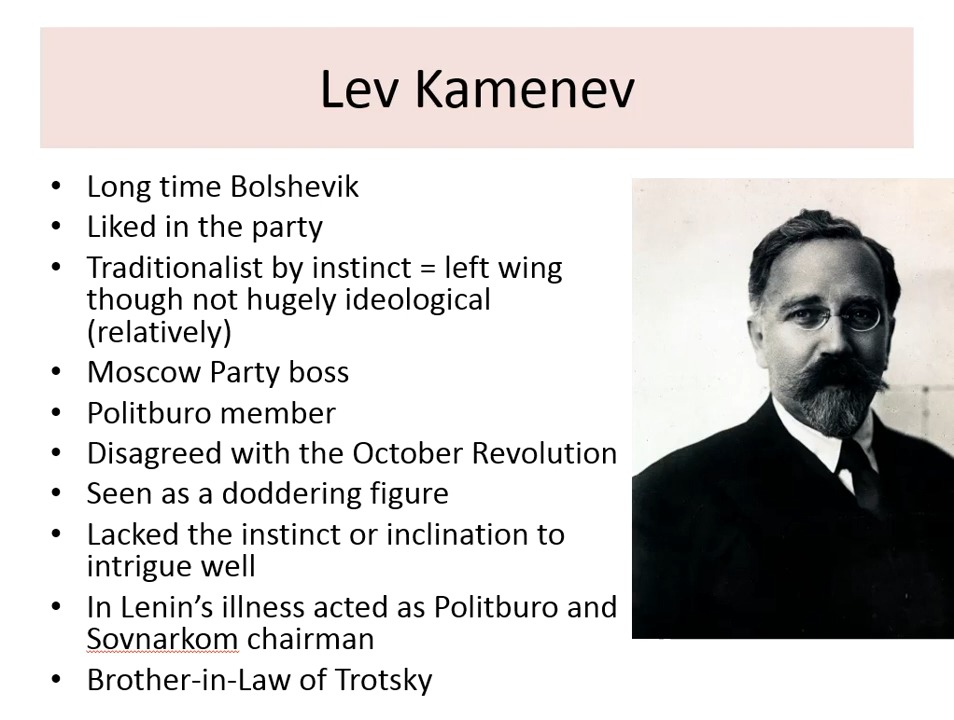 Lev Kamenev
• Long time Bolshevik
• Liked in the party
• Traditionalist by instinct = left wing
though not hugely ideological
(relatively)
• Moscow Party boss
• Politburo member
• Disagreed with the October Revolution
• Seen as a doddering figure
• Lacked the instinct or inclination to
intrigue well
• In Lenin’s illness acted as Politburo and
Sovnarkom chairman
• Brother-in-Law of Trotsky